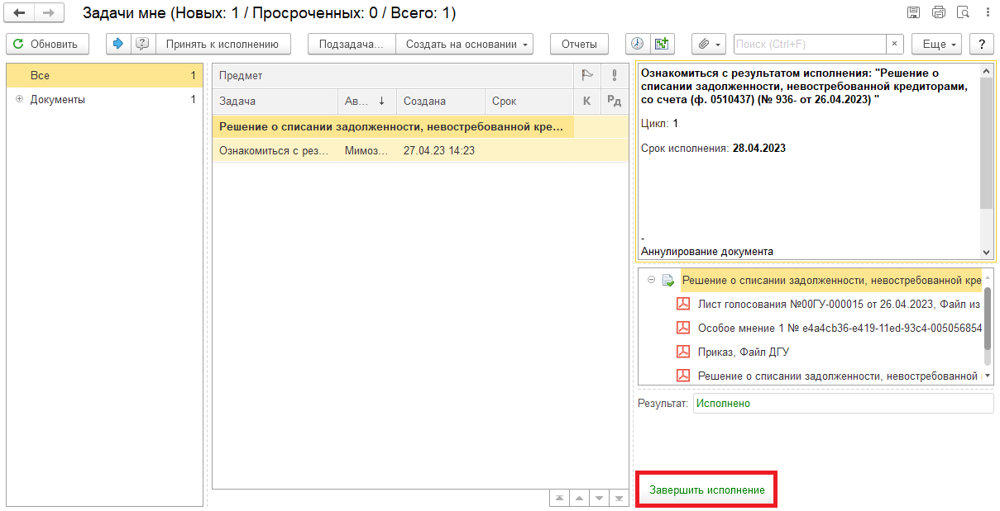 Задачи мне (Новых: 1 / Просроченных: 0 / Всего: 1)
Обновить
Принять к исполнению
Подзадача...
Создать на основании
Отчеты
Поиск (Ctrl+F)
×
Еще
?
Все 1
Документы 1
Предмет
Задача Ав... ↓ Создана Срок К Рд
Решение о списании задолженности, невостребованной кре...
Ознакомиться с рез... Мимоз... 27.04.23 14:23
Ознакомиться с результатом исполнения: "Решение о
списании задолженности, невостребованной кредиторами,
со счета (ф. 0510437) (№ 936- от 26.04.2023) "
Цикл: 1
Срок исполнения: 28.04.2023
-
Аннулирование документа
Решение о списании задолженности, невостребованной кре
Лист голосования №00ГУ-000015 от 26.04.2023, Файл из
Особое мнение 1 № e4a4cb36-e419-11ed-93c4-005056854
Приказ, Файл ДГУ
Решение о списании задолженности, невостребованной
Результат: Исполнено
Завершить исполнение